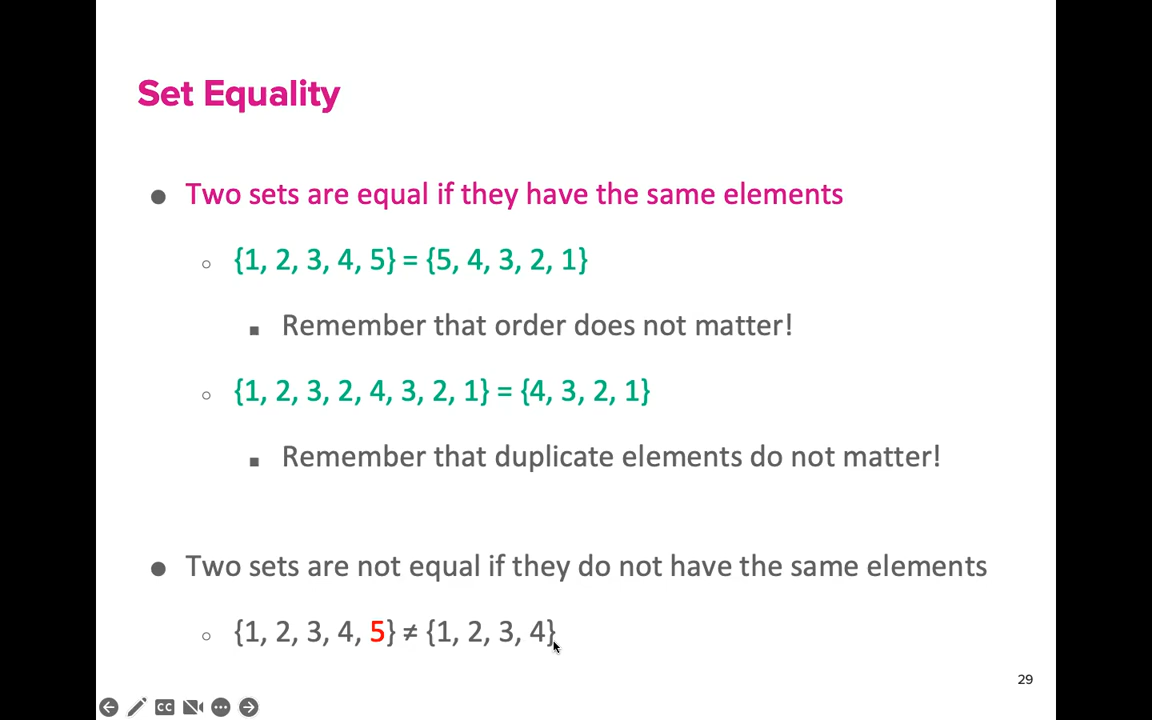 Set Equality
● Two sets are equal if they have the same elements
○ {1, 2, 3, 4, 5} = {5, 4, 3, 2, 1}
■ Remember that order does not matter!
○ {1, 2, 3, 2, 4, 3, 2, 1} = {4, 3, 2, 1}
■ Remember that duplicate elements do not matter!
● Two sets are not equal if they do not have the same elements
○ {1, 2, 3, 4, 5} ≠ {1, 2, 3, 4}
29
CC